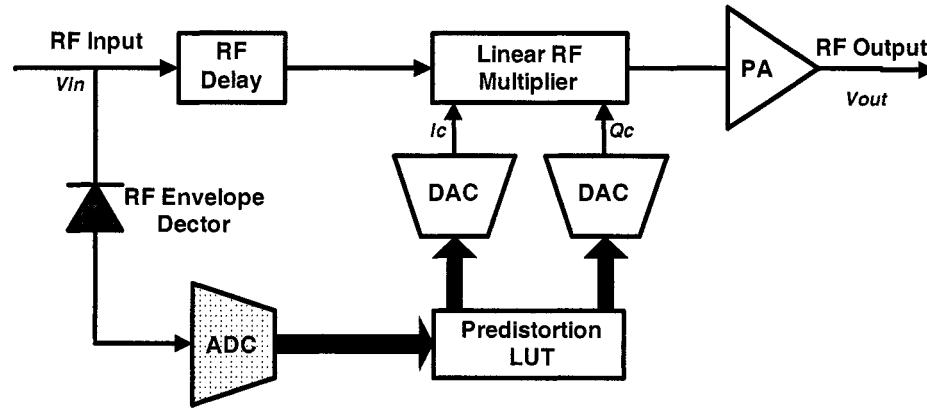 RF Input
Vin
RF
Delay
Linear RF
Multiplier
PA
RF Output
Vout
Ic
Qc
DAC
DAC
RF Envelope
Dector
ADC
Predistortion
LUT